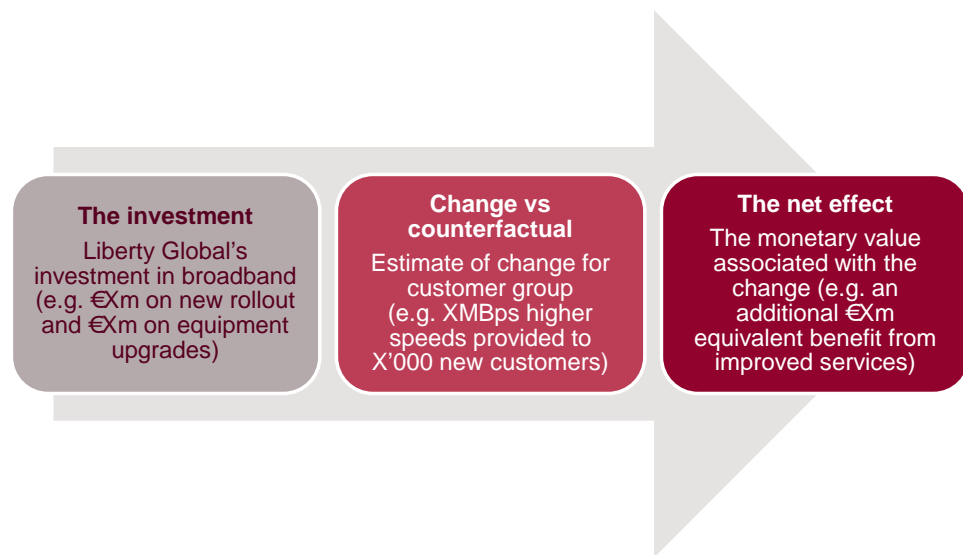 The investment
Liberty Global’s
investment in broadband
(e.g. €Xm on new rollout
and €Xm on equipment
upgrades)
Change vs
counterfactual
Estimate of change for
customer group
(e.g. XMBps higher
speeds provided to
X’000 new customers)
The net effect
The monetary value
associated with the
change (e.g. an
additional €Xm
equivalent benefit from
improved services)